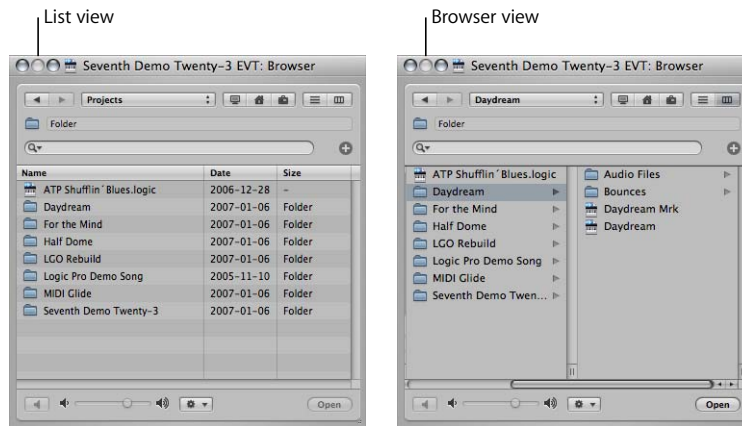 List view
Seventh Demo Twenty-3 EVT: Browser
Projects
Folder
Name Date Size
ATP Shufflin´Blues.logic 2006-12-28 –
Daydream 2007-01-06 Folder
For the Mind 2007-01-06 Folder
Half Dome 2007-01-06 Folder
LGO Rebuild 2007-01-06 Folder
Logic Pro Demo Song 2005-11-10 Folder
MIDI Glide 2007-01-06 Folder
Seventh Demo Twenty-3 2007-01-06 Folder
Open
Browser view
Seventh Demo Twenty-3 EVT: Browser
Daydream
Folder
ATP Shufflin´Blues.logic
Daydream
For the Mind
Half Dome
LGO Rebuild
Logic Pro Demo Song
MIDI Glide
Seventh Demo Twen...
Audio Files
Bounces
Daydream Mrk
Daydream
Open